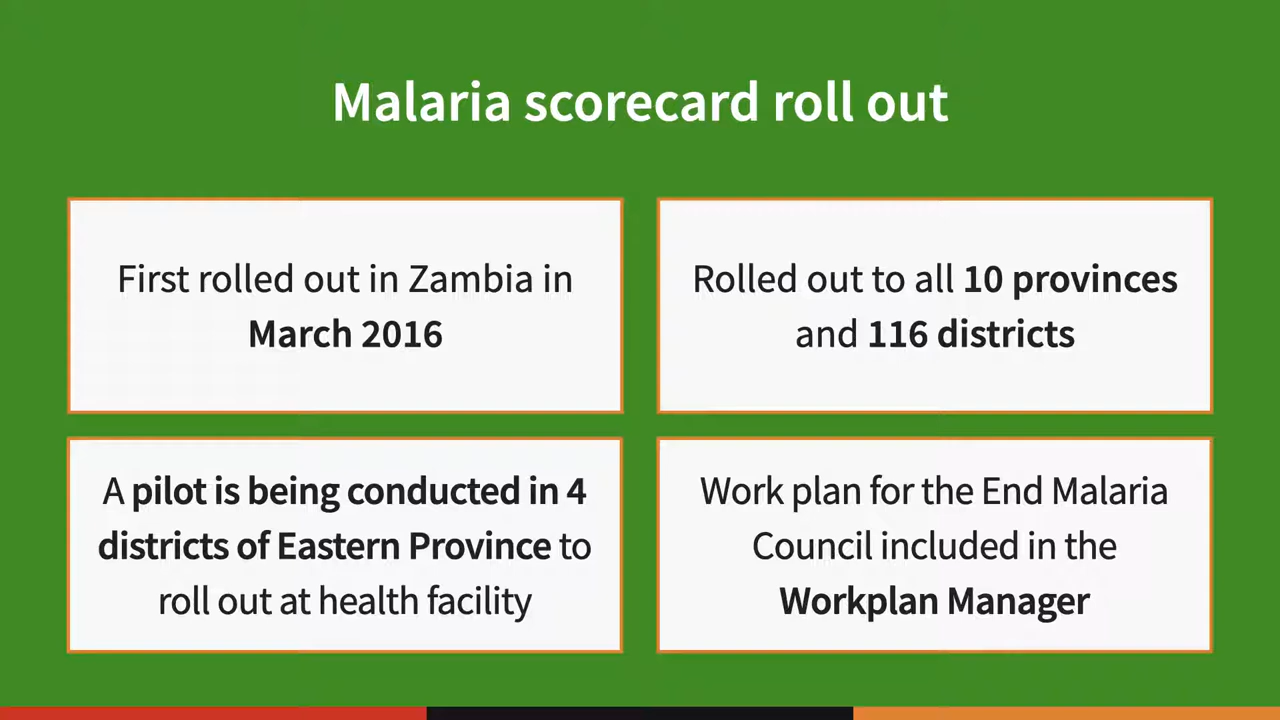 Malaria scorecard roll out
First rolled out in Zambia in
March 2016
Rolled out to all 10 provinces
and 116 districts
A pilot is being conducted in 4
districts of Eastern Province to
roll out at health facility
Work plan for the End Malaria
Council included in the
Workplan Manager